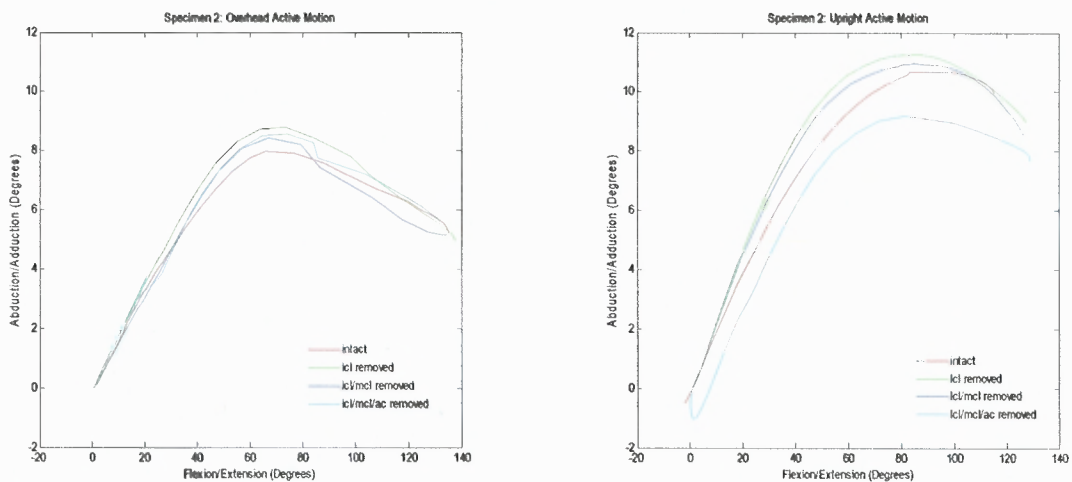 Specimen 2: Overhead Active Motion
12
10
8
6
4
2
0
-2
Abduction/Adduction (Degrees)
intact
lcl removed
lcl/mcl removed
lcl/mcl/ac removed
-20
0
20
40
60
80
100
120
140
Flexion/Extension (Degrees)
Specimen 2: Upright Active Motion
12
10
8
6
4
2
0
-2
Abduction/Adduction (Degrees)
intact
lcl removed
lcl/mcl removed
lcl/mcl/ac removed
-20
0
20
40
60
80
100
120
140
Flexion/Extension (Degrees)